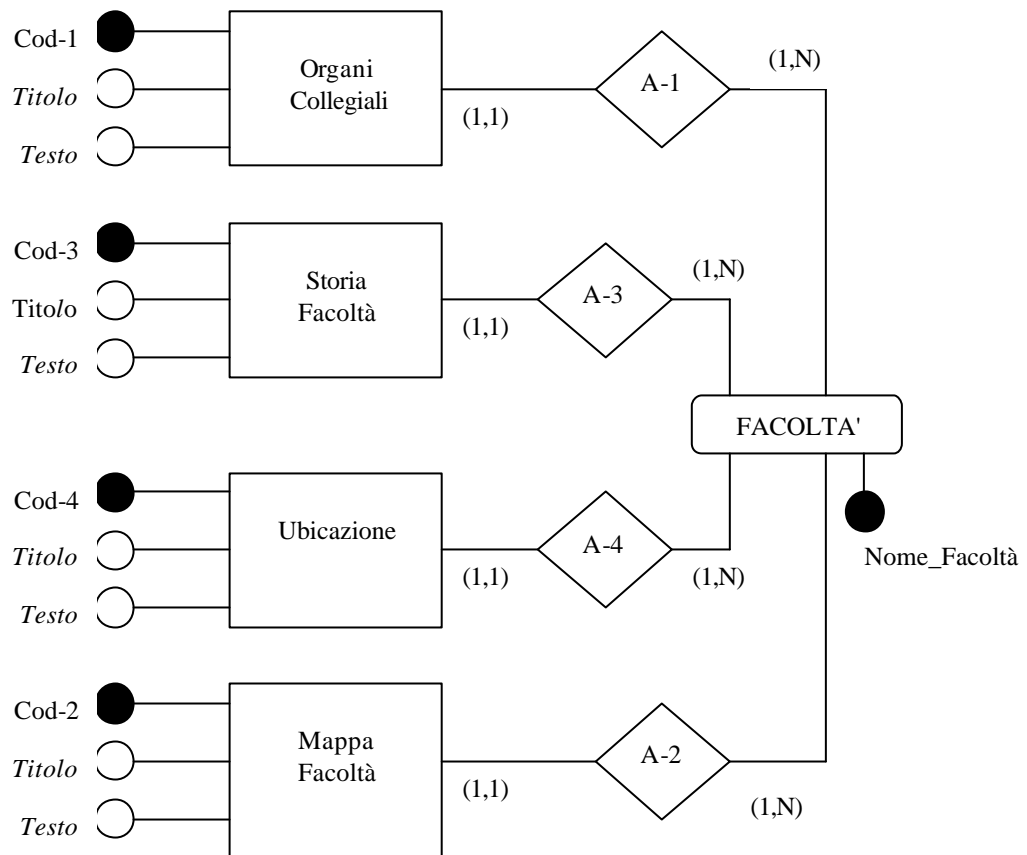 Cod-1
Titolo
Testo
Organi
Collegiali
(1,1)
A-1
(1,N)
Cod-3
Titolo
Testo
Storia
Facoltà
(1,1)
A-3
(1,N)
FACOLTA'
Nome_Facoltà
Cod-4
Titolo
Testo
Ubicazione
(1,1)
A-4
(1,N)
Cod-2
Titolo
Testo
Mappa
Facoltà
(1,1)
A-2
(1,N)